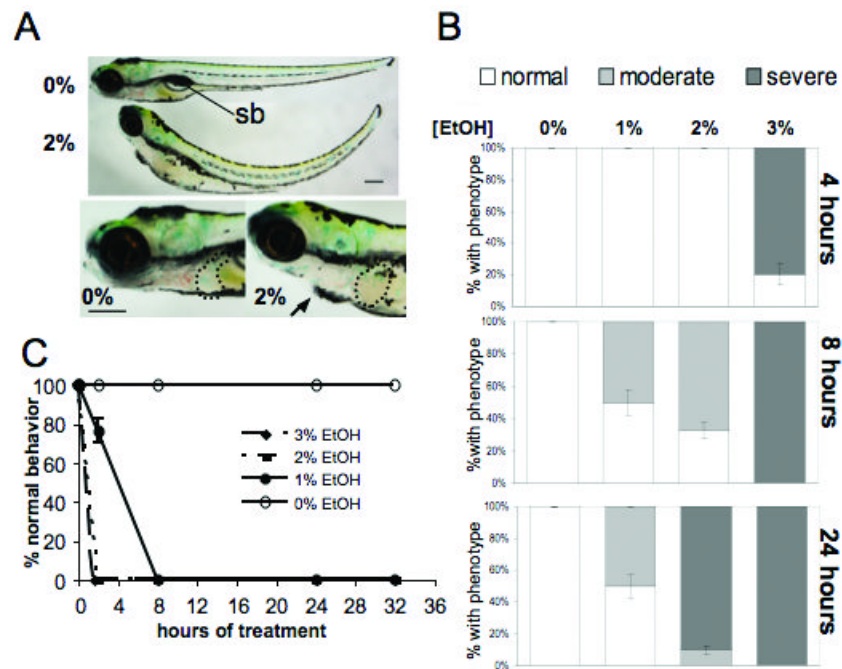 A
0%
2%
sb
0%
2%
B
normal moderate severe
[EtOH] 0% 1% 2% 3%
% with phenotype
100%
80%
60%
40%
20%
0%
4 hours
%with phenotype
100%
80%
60%
40%
20%
0%
8 hours
% with phenotype
100%
80%
60%
40%
20%
0%
24 hours
C
% normal behavior
100
80
60
40
20
0
3% EtOH
2% EtOH
1% EtOH
0% EtOH
0 4 8 12 16 20 24 28 32 36
hours of treatment